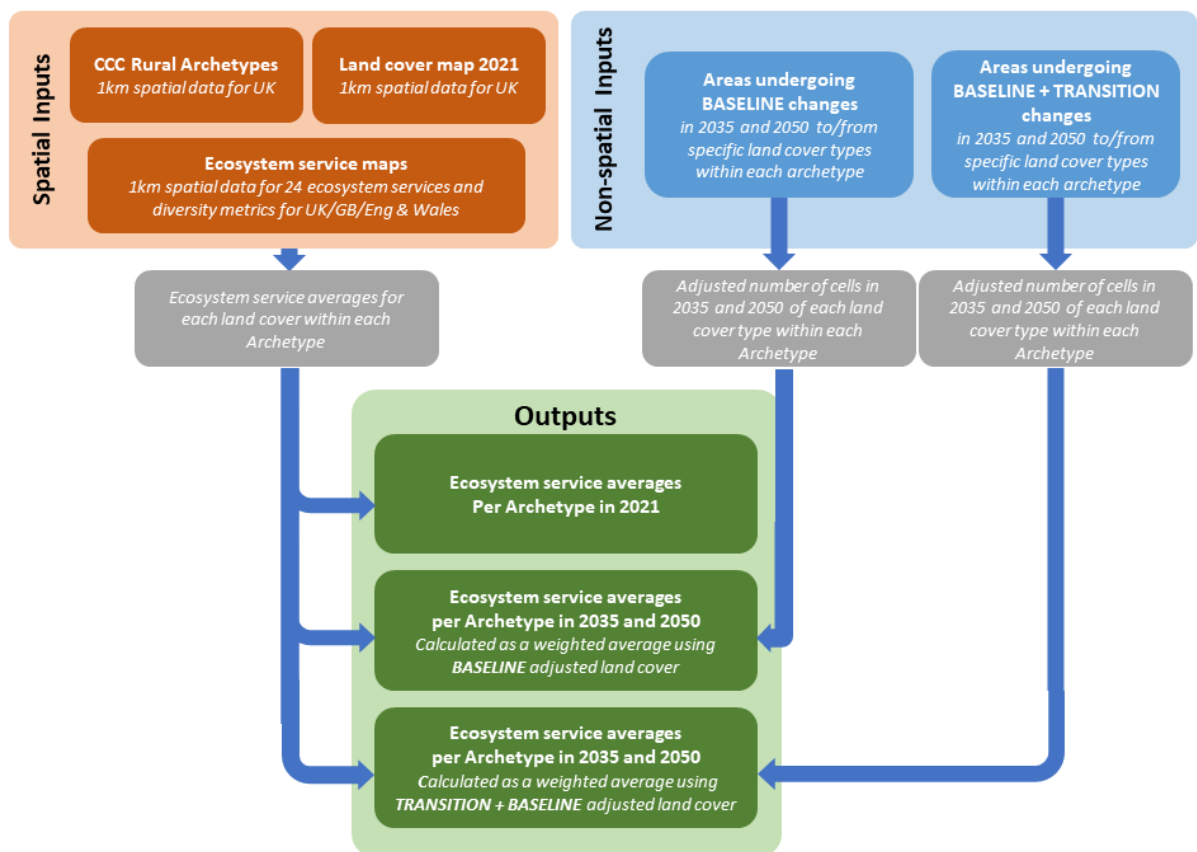 Spatial Inputs
CCC Rural Archetypes
1km spatial data for UK
Land cover map 2021
1km spatial data for UK
Ecosystem service maps
1km spatial data for 24 ecosystem services and
diversity metrics for UK/GB/Eng & Wales
Non-spatial Inputs
Areas undergoing
BASELINE changes
in 2035 and 2050 to/from
specific land cover types
within each archetype
Areas undergoing
BASELINE + TRANSITION
changes
in 2035 and 2050 to/from
specific land cover types
within each archetype
Ecosystem service averages for
each land cover within each
Archetype
Adjusted number of cells in
2035 and 2050 of each land
cover type within each
Archetype
Adjusted number of cells in
2035 and 2050 of each land
cover type within each
Archetype
Outputs
Ecosystem service averages
Per Archetype in 2021
Ecosystem service averages
per Archetype in 2035 and 2050
Calculated as a weighted average using
BASELINE adjusted land cover
Ecosystem service averages
per Archetype in 2035 and 2050
Calculated as a weighted average using
TRANSITION + BASELINE adjusted land cover